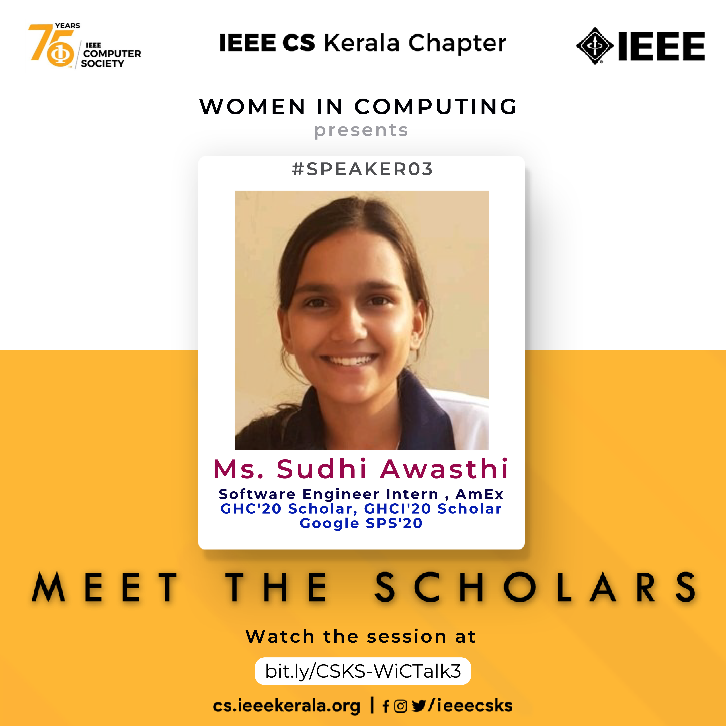 75 YEARS
IEEE
COMPUTER
SOCIETY
IEEE CS Kerala Chapter
IEEE
WOMEN IN COMPUTING
presents
#SPEAKER03
Ms. Sudhi Awasthi
Software Engineer Intern , AmEx
GHC'20 Scholar, GHCI'20 Scholar
Google SPS'20
MEET THE SCHOLARS
Watch the session at
bit.ly/CSKS-WiCTalk3
cs.ieeekerala.org | /ieeecsks